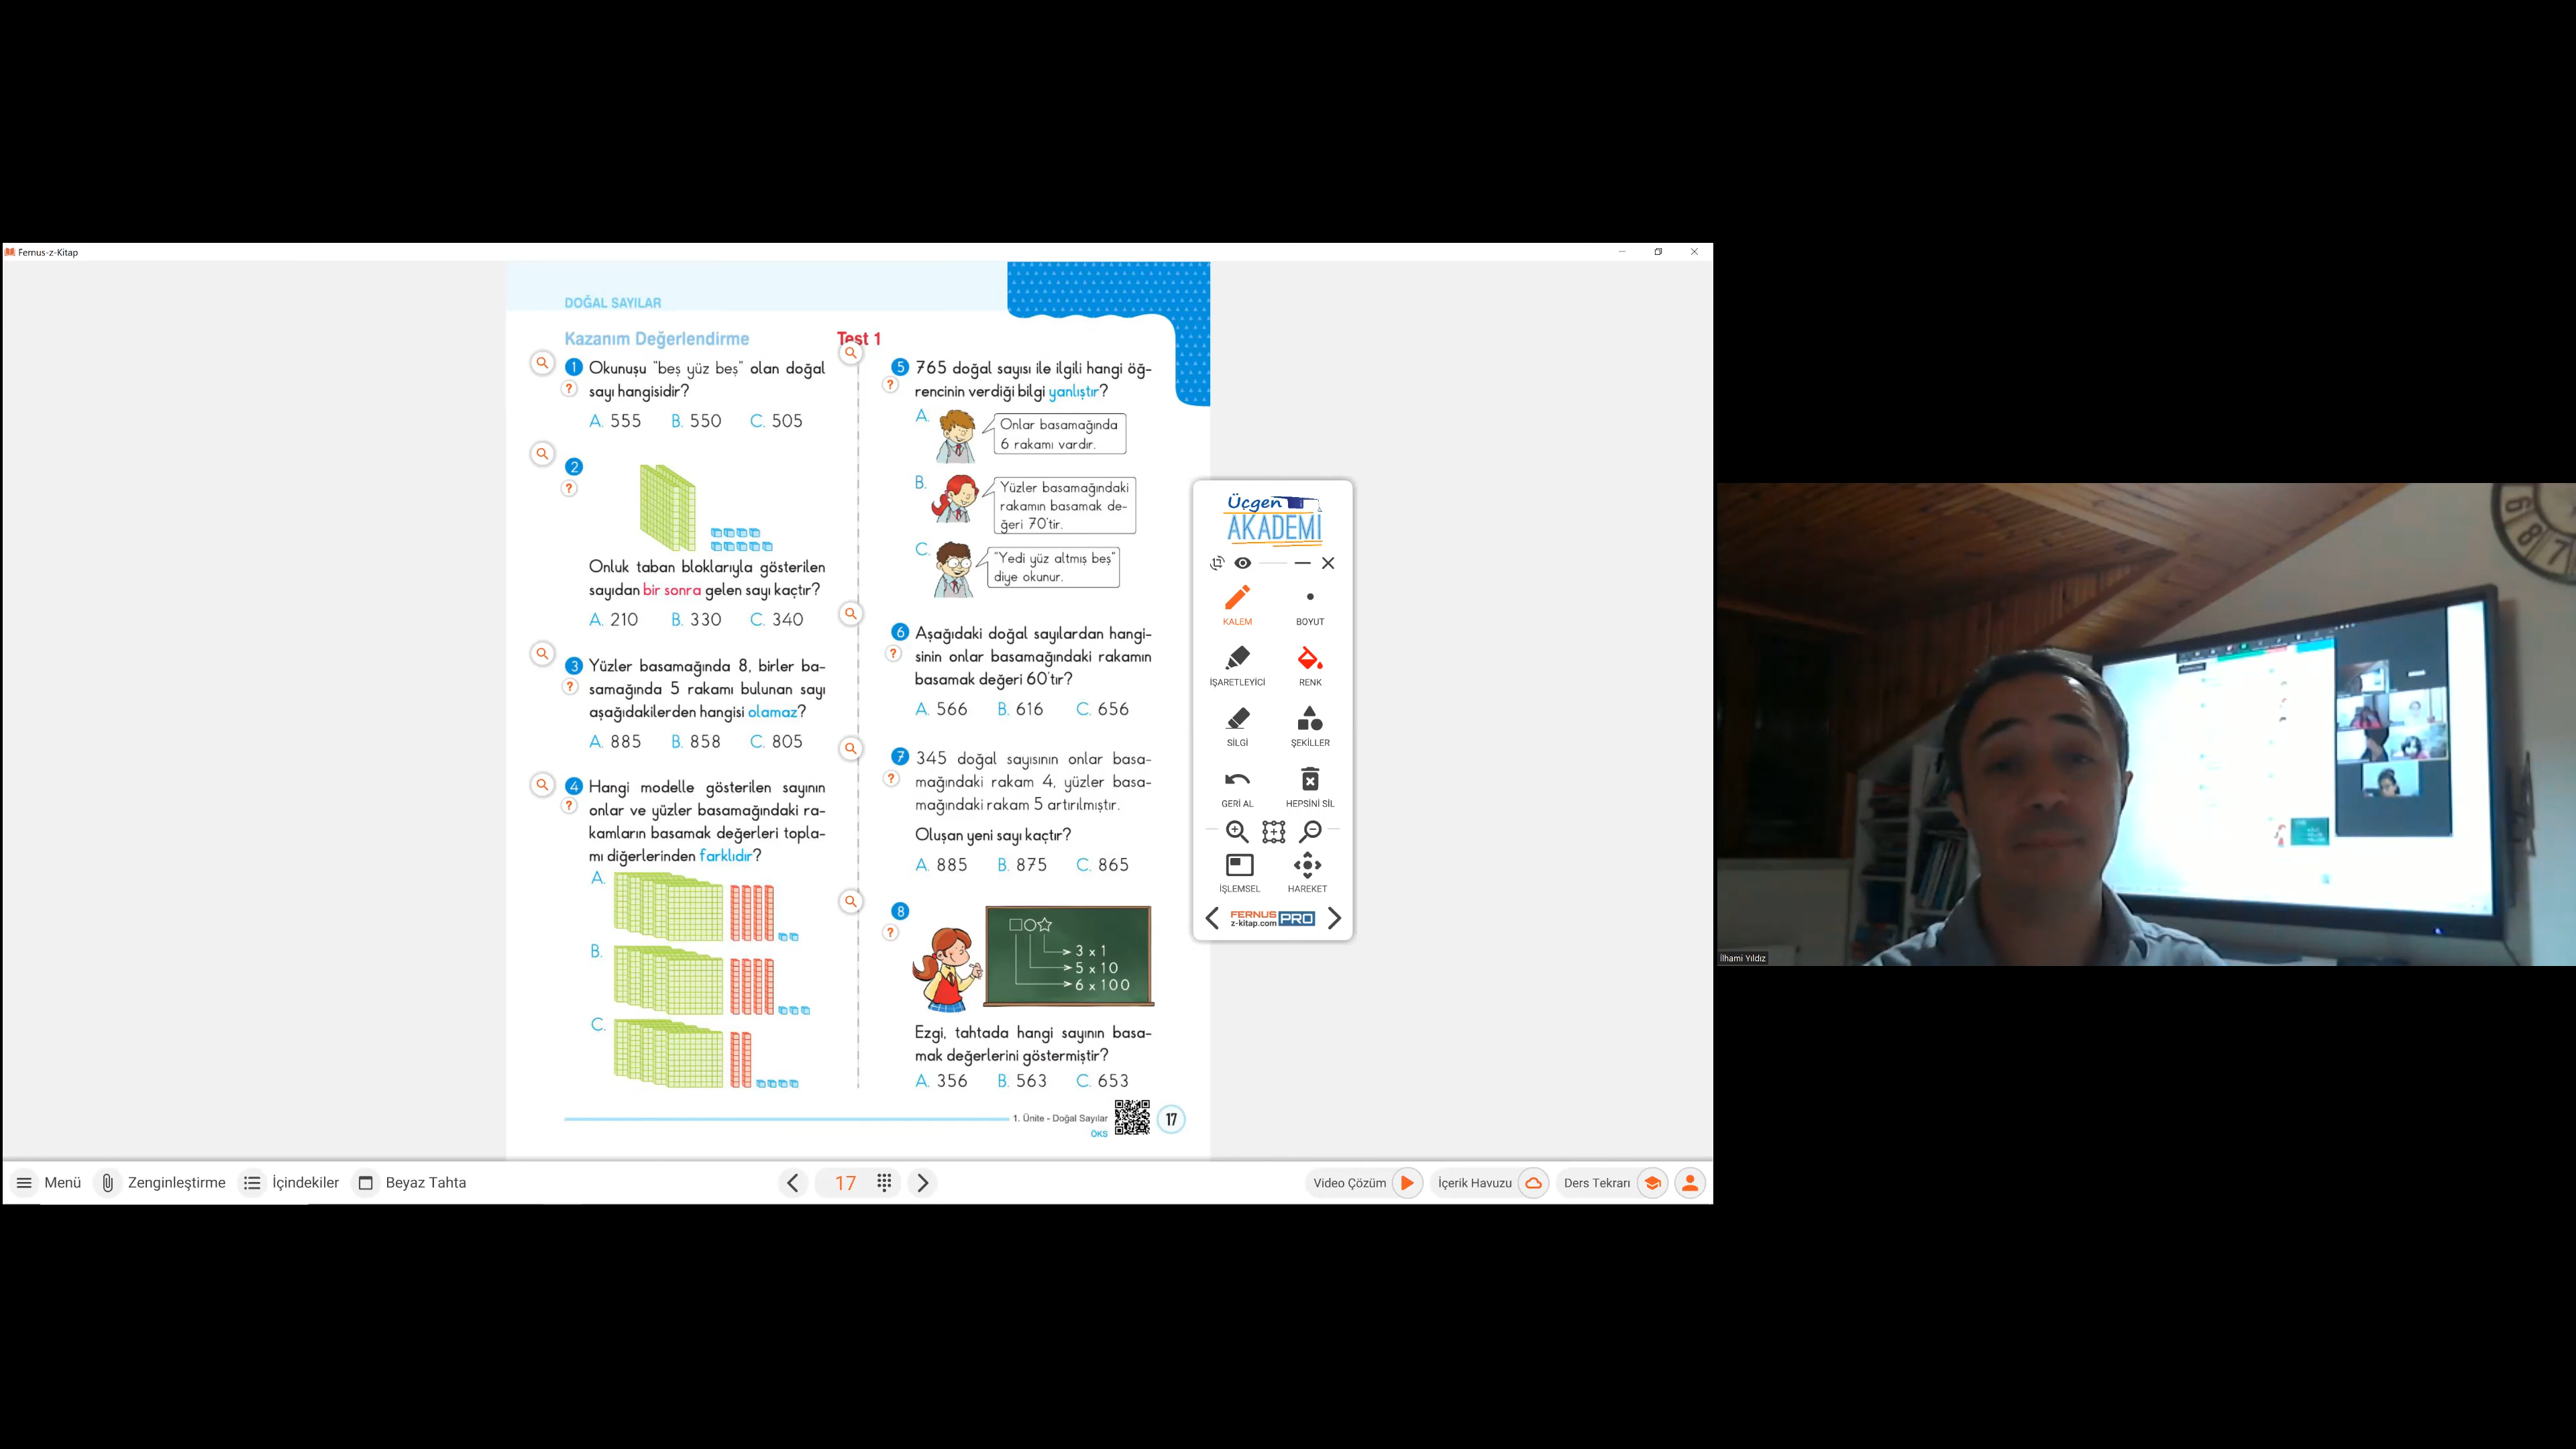 Fernus-z-Kitap
DOĞAL SAYILAR
Kazanım Değerlendirme
Test 1
1 Okunuşu "beş yüz beş" olan doğal
? sayı hangisidir?
A. 555 B. 550 C. 505
2
?
Onluk taban bloklarıyla gösterilen
sayıdan bir sonra gelen sayı kaçtır?
A. 210 B. 330 C. 340
3 Yüzler basamağında 8, birler ba-
? samağında 5 rakamı bulunan sayı
aşağıdakilerden hangisi olamaz?
A. 885 B. 858 C. 805
4 Hangi modelle gösterilen sayının
? onlar ve yüzler basamağındaki ra-
kamların basamak değerleri topla-
mı diğerlerinden farklıdır?
A.
B.
C.
5 765 doğal sayısı ile ilgili hangi öğ-
? rencinin verdiği bilgi yanlıştır?
A.
Onlar basamağında
6 rakamı vardır.
B.
Yüzler basamağındaki
rakamın basamak de-
ğeri 70'tir.
C.
"Yedi yüz altmış beş"
diye okunur.
6 Aşağıdaki doğal sayılardan hangi-
? sinin onlar basamağındaki rakamın
basamak değeri 60'tır?
A. 566 B. 616 C. 656
7 345 doğal sayısının onlar basa-
? mağındaki rakam 4, yüzler basa-
mağındaki rakam 5 artırılmıştır.
Oluşan yeni sayı kaçtır?
A. 885 B. 875 C. 865
8
?
3 x 1
5 x 10
6 x 100
Ezgi, tahtada hangi sayının basa-
mak değerlerini göstermiştir?
A. 356 B. 563 C. 653
1. Ünite - Doğal Sayılar
ÖKS
17
Üçgen
AKADEMİ
KALEM BOYUT
İŞARETLEYİCİ RENK
SİLGİ ŞEKİLLER
GERİ AL HEPSİNİ SİL
İŞLEMSEL HAREKET
FERNUS
z-kitap.com PRO
İlhami Yıldız
6 8 7
Menü Zenginleştirme İçindekiler Beyaz Tahta 17 Video Çözüm İçerik Havuzu Ders Tekrarı